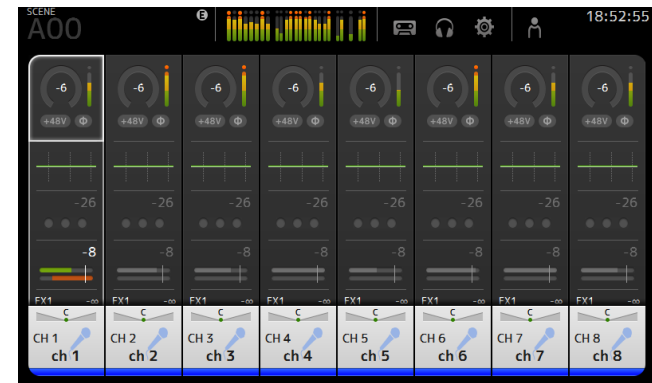 SCENE
A00
E
18:52:55
-6 -6 -6 -6 -6 -6 -6 -6
+48V Φ +48V Φ +48V Φ +48V Φ +48V Φ +48V Φ +48V Φ +48V Φ
-26 -26 -26 -26 -26 -26 -26 -26
-8 -8 -8 -8 -8 -8 -8 -8
FX1 -∞ FX1 -∞ FX1 -∞ FX1 -∞ FX1 -∞ FX1 -∞ FX1 -∞ FX1 -∞
C C C C C C C C
CH 1 CH 2 CH 3 CH 4 CH 5 CH 6 CH 7 CH 8
ch 1 ch 2 ch 3 ch 4 ch 5 ch 6 ch 7 ch 8